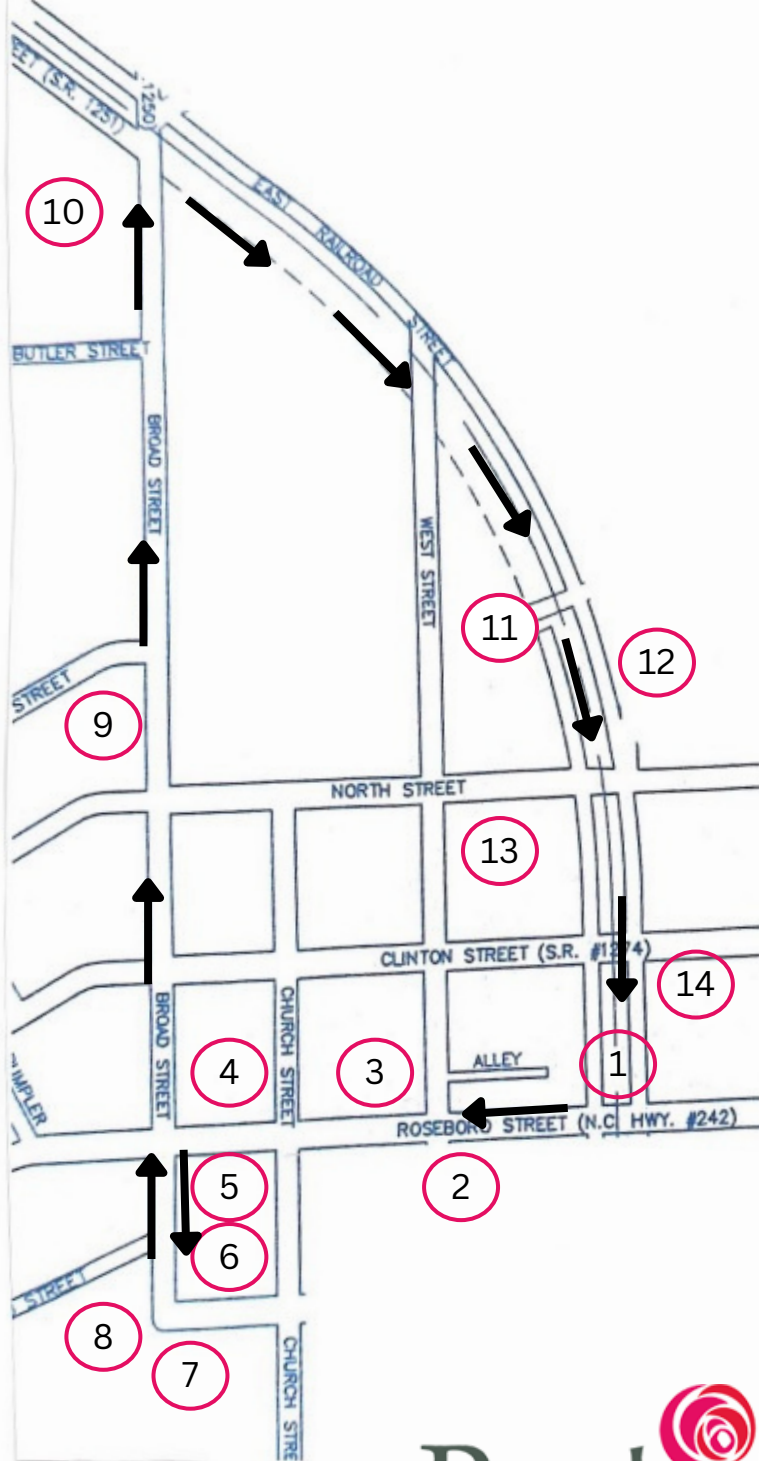 EET (S.R. 1251)
1250)
10
EAST RAILROAD STREET
BUTLER STREET
BROAD STREET
WEST STREET
11
12
STREET
9
NORTH STREET
13
CLINTON STREET (S.R. #1274)
14
BROAD STREET
CHURCH STREET
4
3
ALLEY
1
UMPLER
ROSEBORO STREET (N.C. HWY. #242)
5
2
6
STREET
8
7
CHURCH STRE